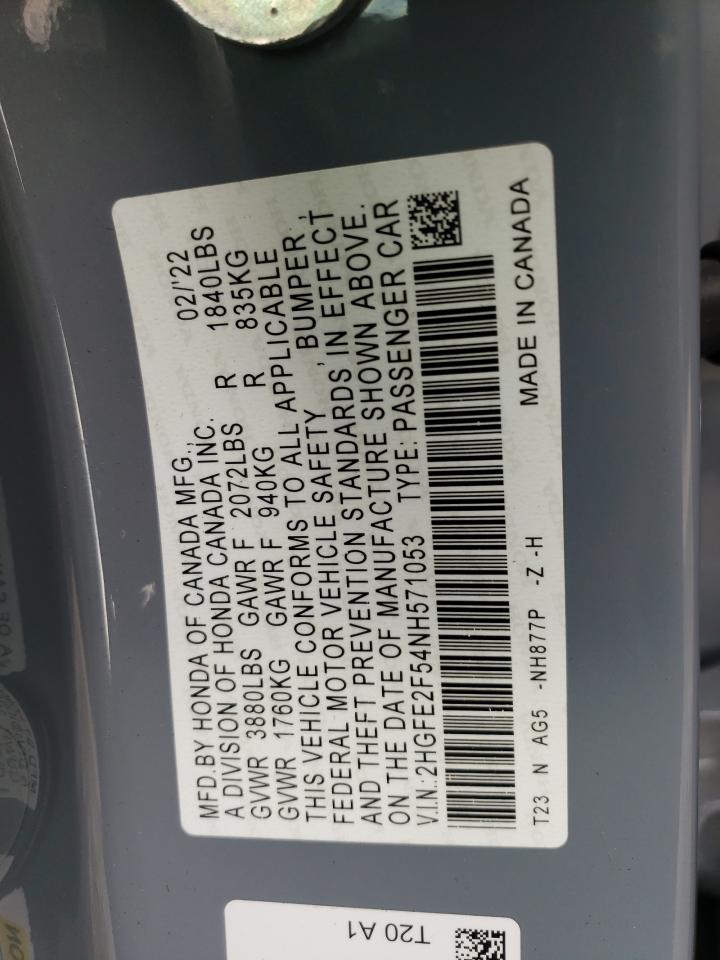 MFD.BY HONDA OF CANADA MFG., 02/'22
A DIVISION OF HONDA CANADA INC.
GVWR 3880LBS GAWR F 2072LBS R 1840LBS
GVWR 1760KG GAWR F 940KG R 835KG
THIS VEHICLE CONFORMS TO ALL APPLICABLE
FEDERAL MOTOR VEHICLE SAFETY , BUMPER ,
AND THEFT PREVENTION STANDARDS IN EFFECT
ON THE DATE OF MANUFACTURE SHOWN ABOVE.
V.I.N.:2HGFE2F54NH571053 TYPE: PASSENGER CAR
T23 N AG5 -NH877P -Z -H MADE IN CANADA
T20 A1